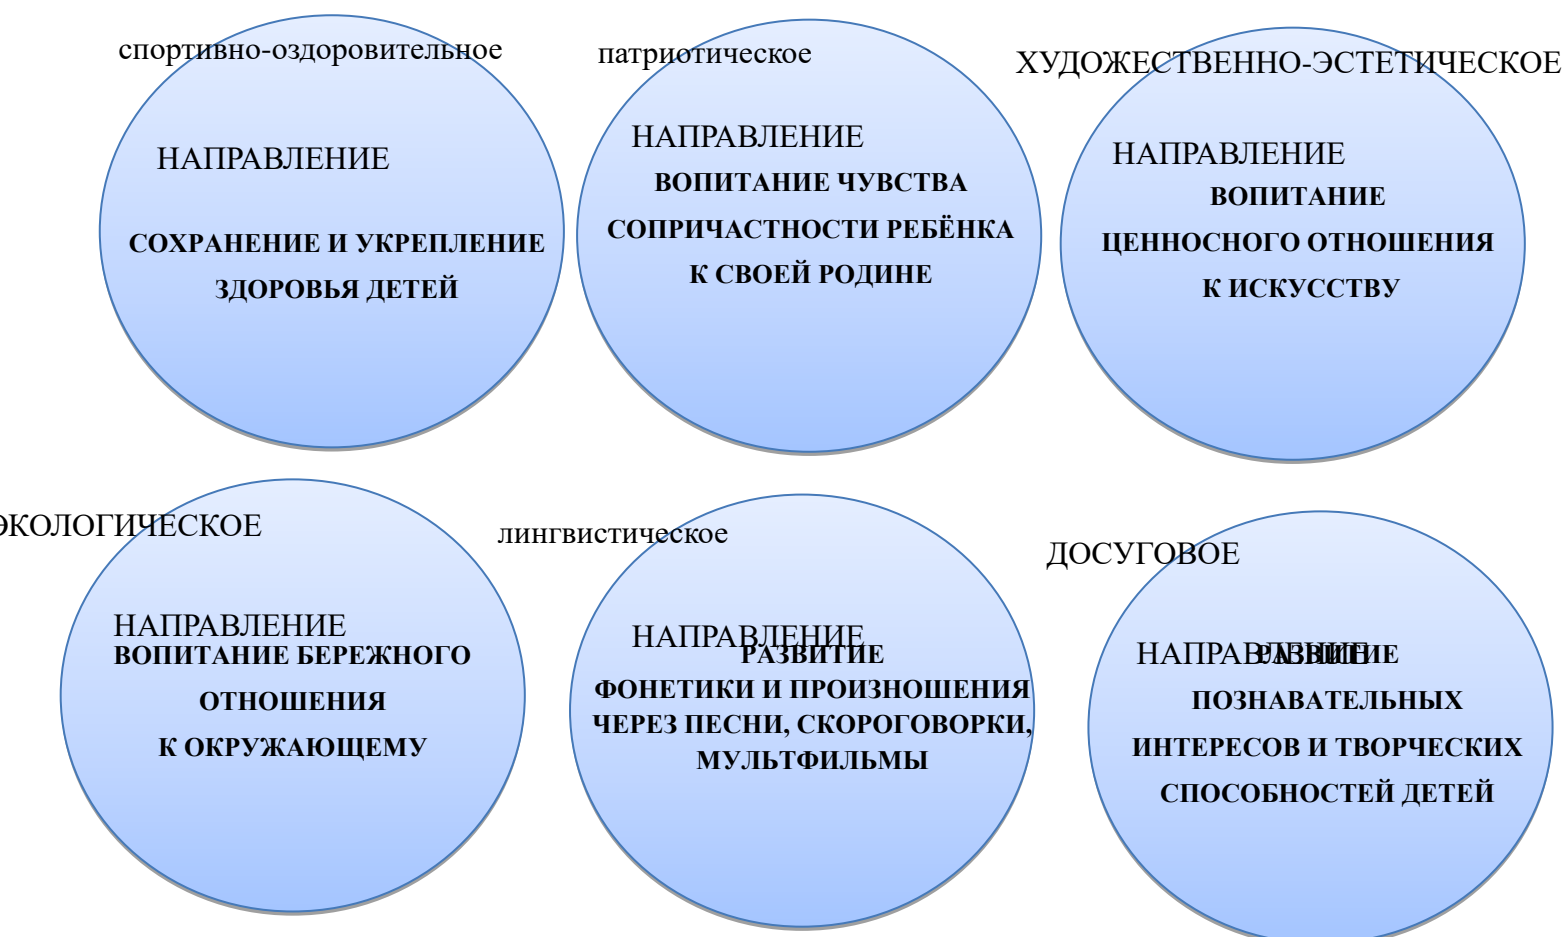 спортивно-оздоровительное
НАПРАВЛЕНИЕ
СОХРАНЕНИЕ И УКРЕПЛЕНИЕ
ЗДОРОВЬЯ ДЕТЕЙ
патриотическое
НАПРАВЛЕНИЕ
ВОПИТАНИЕ ЧУВСТВА
СОПРИЧАСТНОСТИ РЕБЁНКА
К СВОЕЙ РОДИНЕ
ХУДОЖЕСТВЕННО-ЭСТЕТИЧЕСКОЕ
НАПРАВЛЕНИЕ
ВОПИТАНИЕ
ЦЕННОСНОГО ОТНОШЕНИЯ
К ИСКУССТВУ
ЭКОЛОГИЧЕСКОЕ
НАПРАВЛЕНИЕ
ВОПИТАНИЕ БЕРЕЖНОГО
ОТНОШЕНИЯ
К ОКРУЖАЮЩЕМУ
лингвистическое
НАПРАВЛЕНИЕ
РАЗВИТИЕ
ФОНЕТИКИ И ПРОИЗНОШЕНИЯ
ЧЕРЕЗ ПЕСНИ, СКОРОГОВОРКИ,
МУЛЬТФИЛЬМЫ
ДОСУГОВОЕ
НАПРАВЛЕНИЕ
РАЗВИТИЕ
ПОЗНАВАТЕЛЬНЫХ
ИНТЕРЕСОВ И ТВОРЧЕСКИХ
СПОСОБНОСТЕЙ ДЕТЕЙ